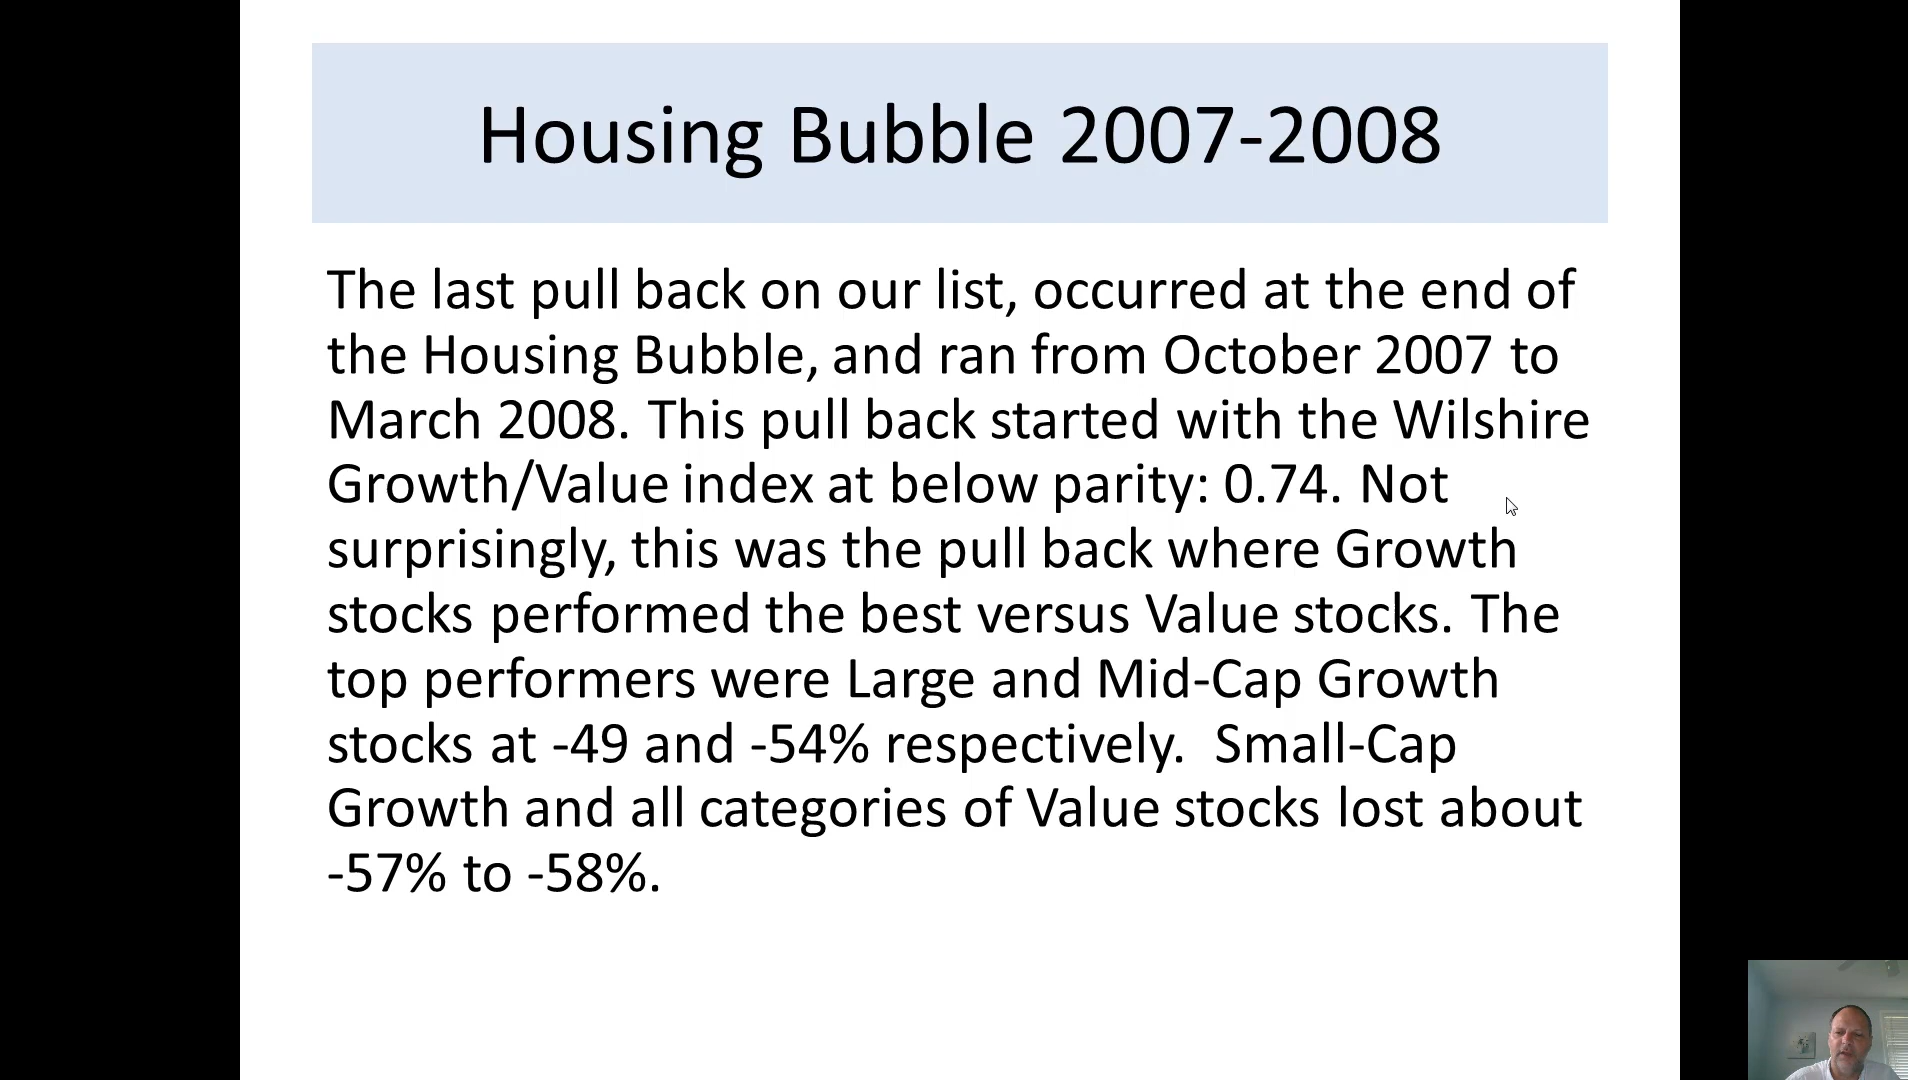 Housing Bubble 2007-2008
The last pull back on our list, occurred at the end of
the Housing Bubble, and ran from October 2007 to
March 2008. This pull back started with the Wilshire
Growth/Value index at below parity: 0.74. Not
surprisingly, this was the pull back where Growth
stocks performed the best versus Value stocks. The
top performers were Large and Mid-Cap Growth
stocks at -49 and -54% respectively.  Small-Cap
Growth and all categories of Value stocks lost about
-57% to -58%.